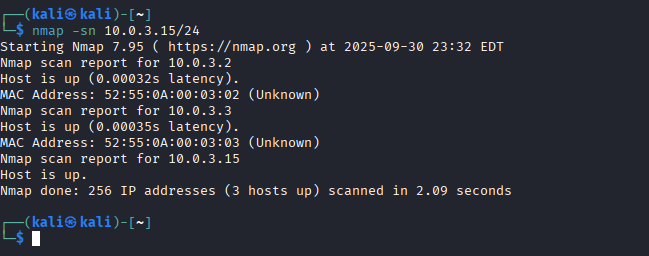 ┌──(kali㉿kali)-[~]
└─$ nmap -sn 10.0.3.15/24
Starting Nmap 7.95 ( https://nmap.org ) at 2025-09-30 23:32 EDT
Nmap scan report for 10.0.3.2
Host is up (0.00032s latency).
MAC Address: 52:55:0A:00:03:02 (Unknown)
Nmap scan report for 10.0.3.3
Host is up (0.00035s latency).
MAC Address: 52:55:0A:00:03:03 (Unknown)
Nmap scan report for 10.0.3.15
Host is up.
Nmap done: 256 IP addresses (3 hosts up) scanned in 2.09 seconds
┌──(kali㉿kali)-[~]
└─$